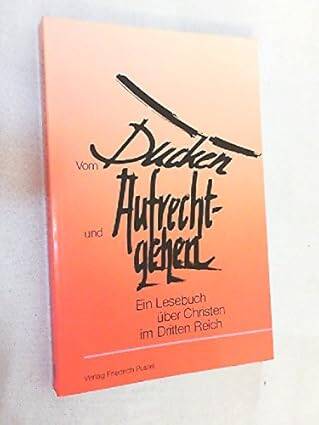 Vom Ducken
und Aufrecht-
gehen
Ein Lesebuch
über Christen
im Dritten Reich
Verlag Friedrich Pustet